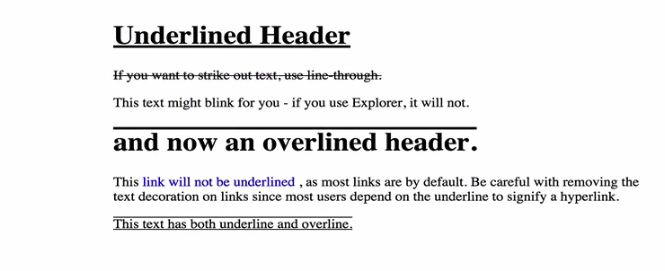 Underlined Header
If you want to strike out text, use line-through.
This text might blink for you - if you use Explorer, it will not.
and now an overlined header.
This link will not be underlined , as most links are by default. Be careful with removing the
text decoration on links since most users depend on the underline to signify a hyperlink.
This text has both underline and overline.